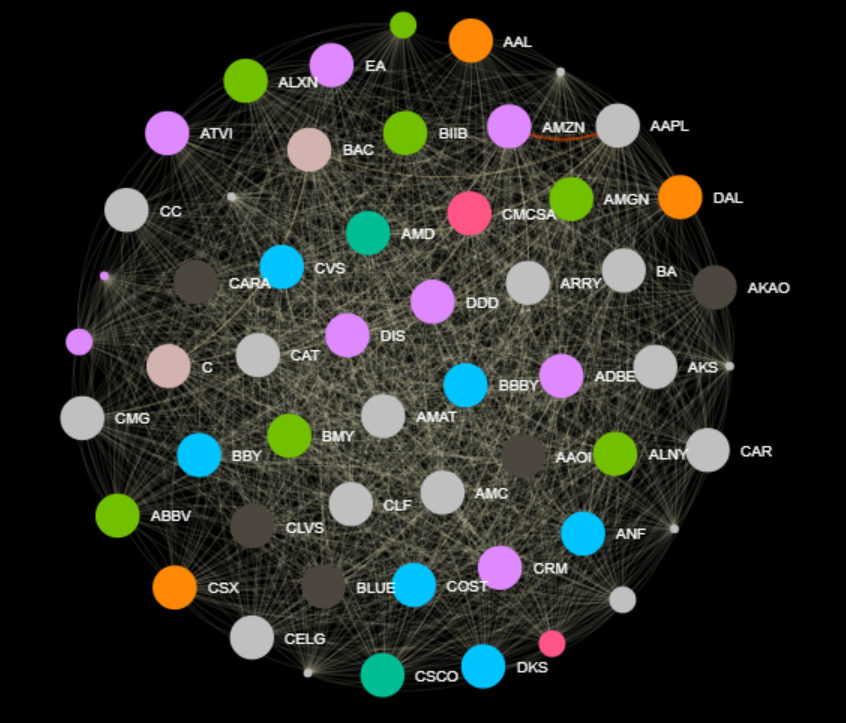 AAL
EA
ALXN
AMZN
AAPL
ATVI
BIIB
BAC
DAL
AMGN
CC
CMCSA
AMD
CVS
BA
CARA
ARRY
AKAO
DDD
DIS
CAT
C
AKS
ADBE
BBBY
AMAT
CMG
BMY
CAR
ALNY
BBY
AAOI
AMC
CLF
ABBV
CLVS
ANF
CRM
COST
CSX
BLUE
CELG
DKS
CSCO